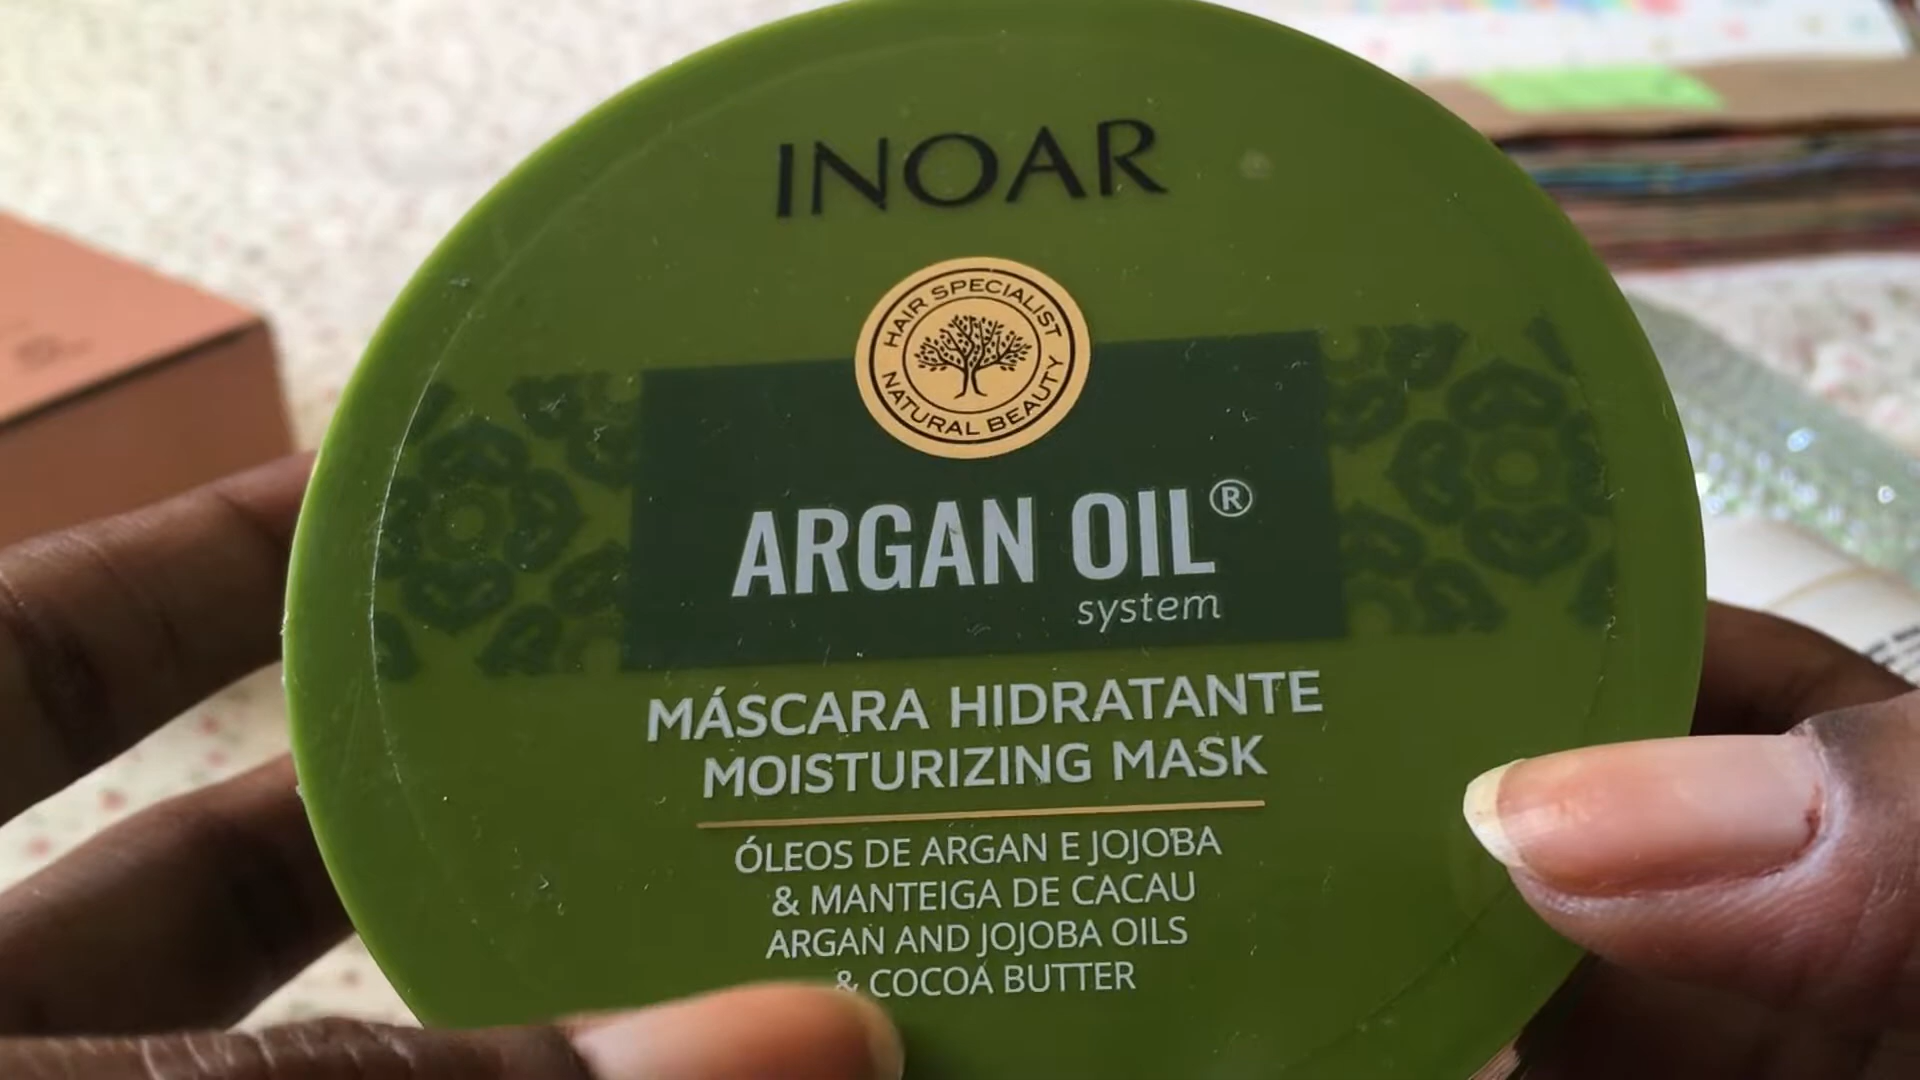 INOAR
HAIR SPECIALIST
NATURAL BEAUTY
ARGAN OIL®
system
MÁSCARA HIDRATANTE
MOISTURIZING MASK
ÓLEOS DE ARGAN E JOJOBA
& MANTEIGA DE CACAU
ARGAN AND JOJOBA OILS
& COCOA BUTTER